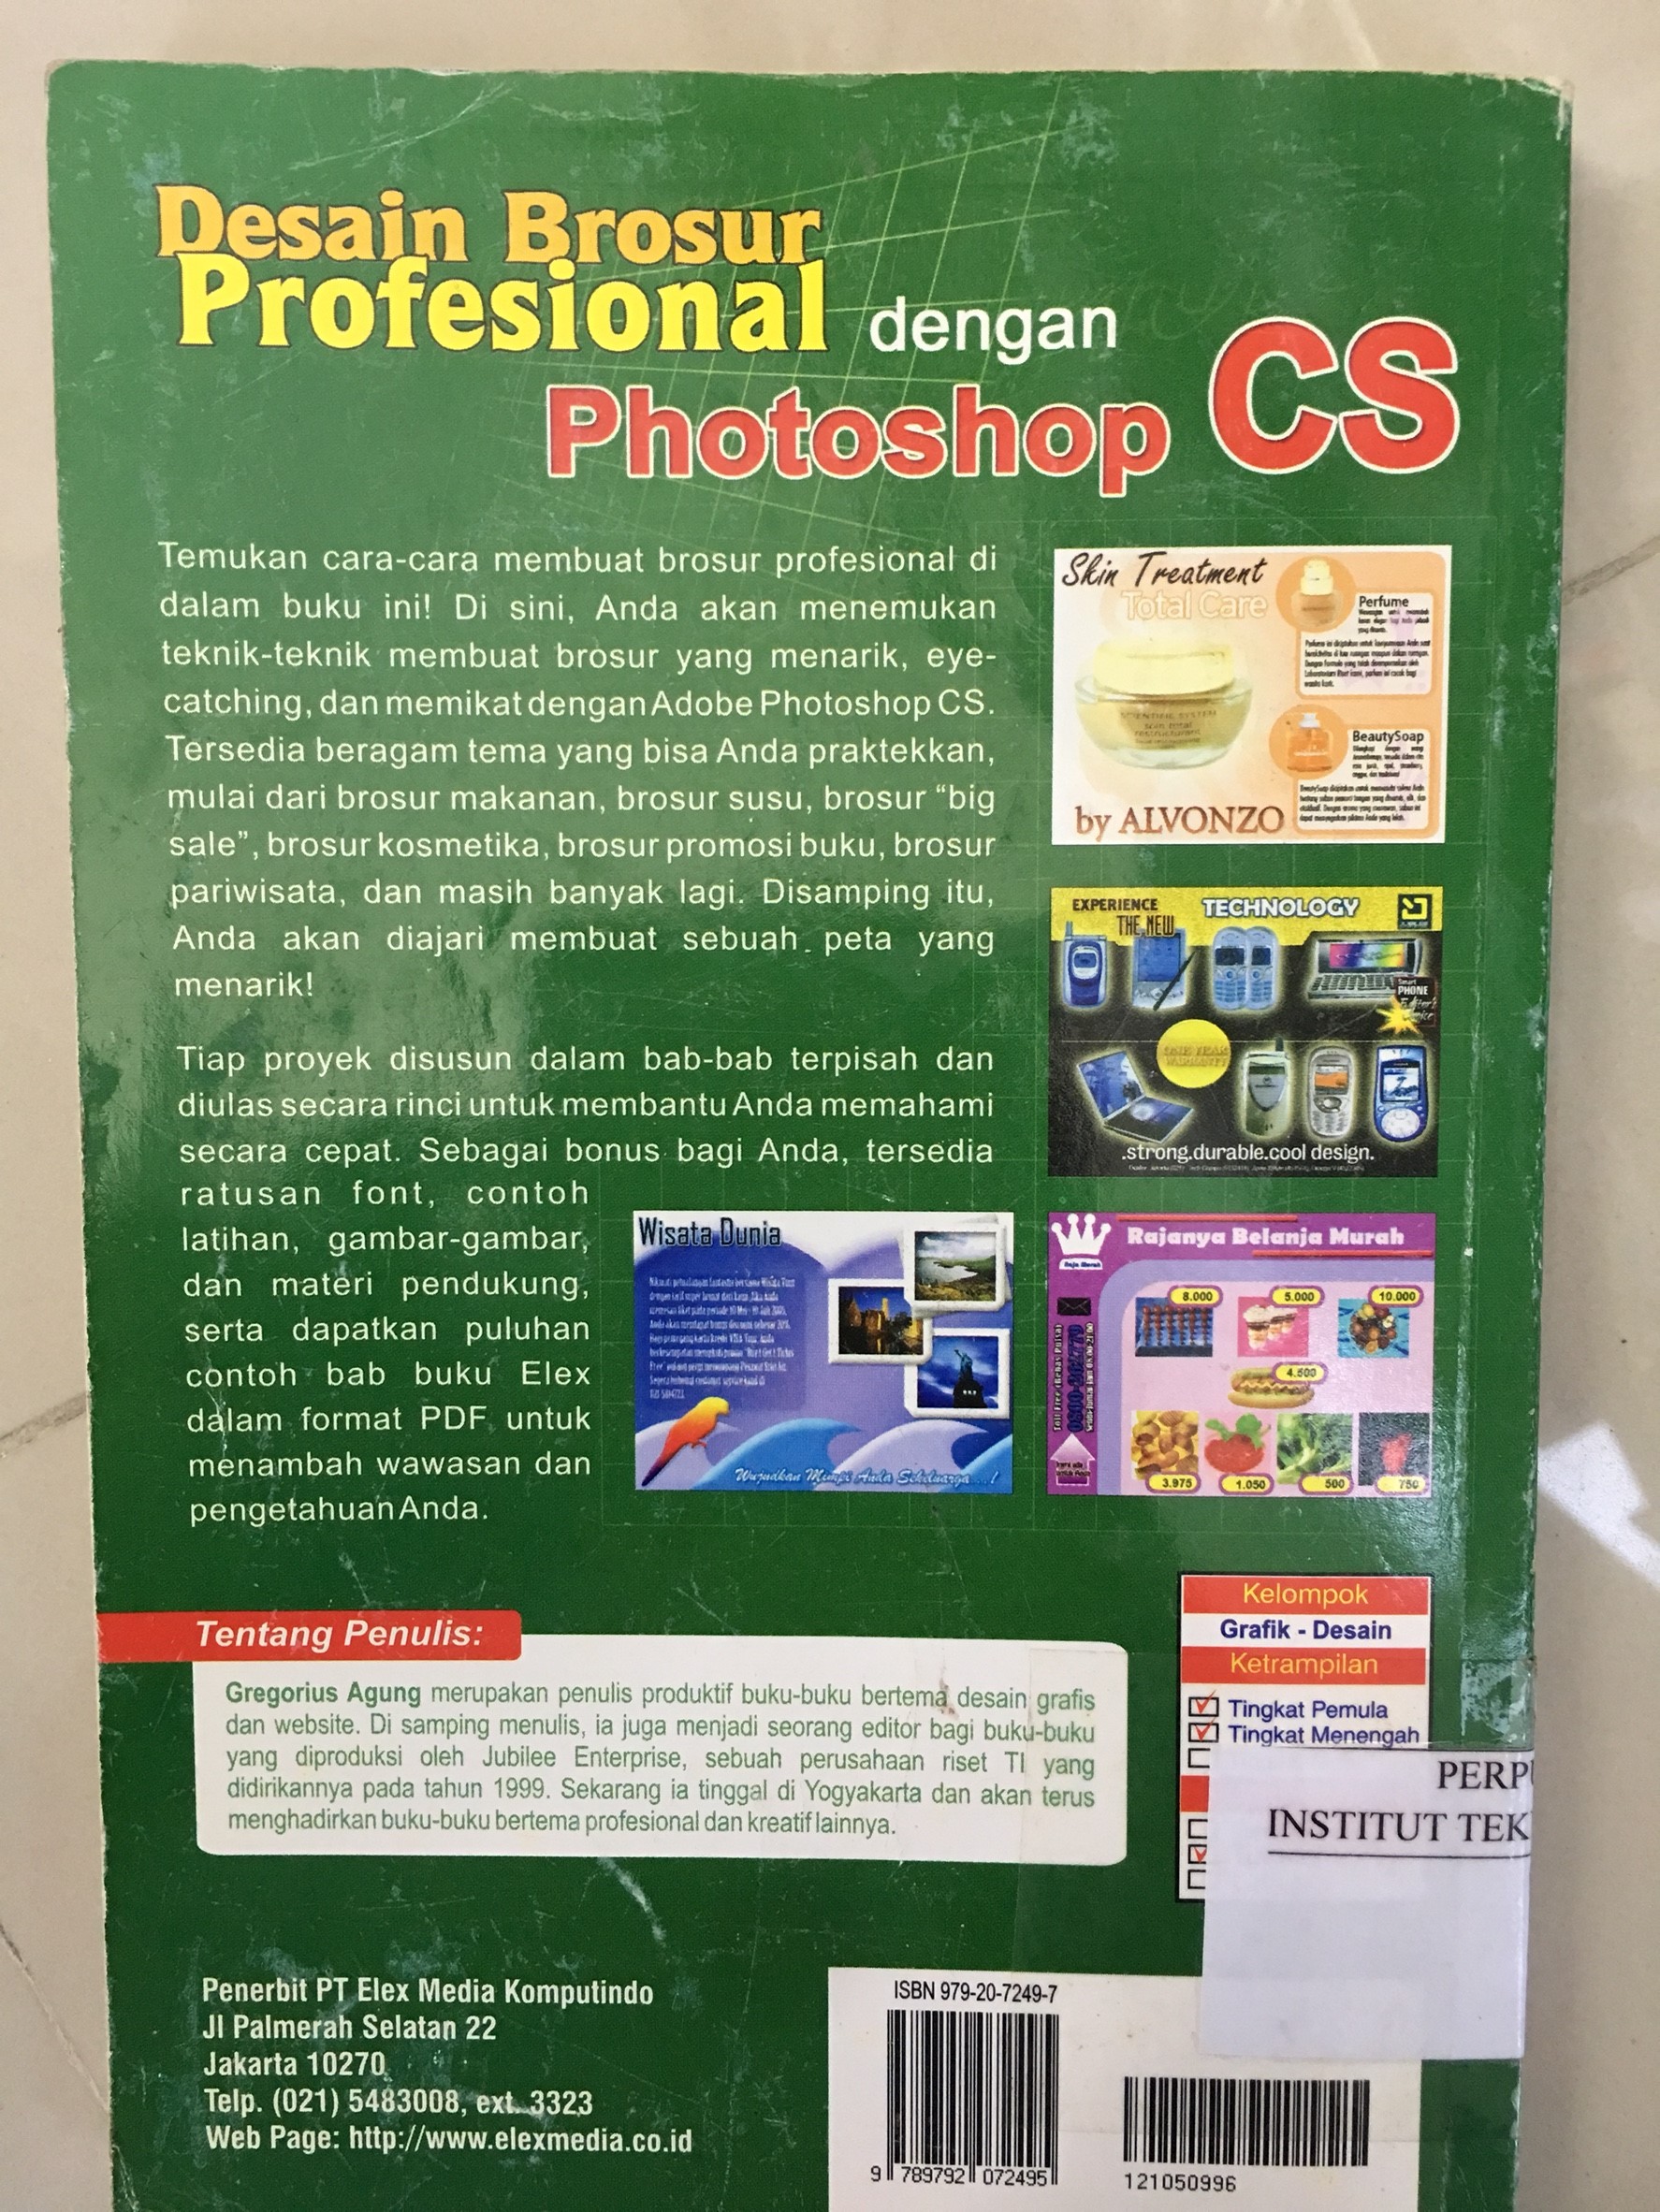 Desain Brosur
Profesional dengan
Photoshop CS
Temukan cara-cara membuat brosur profesional di
dalam buku ini! Di sini, Anda akan menemukan
teknik-teknik membuat brosur yang menarik, eye-
catching, dan memikat dengan Adobe Photoshop CS.
Tersedia beragam tema yang bisa Anda praktekkan,
mulai dari brosur makanan, brosur susu, brosur “big
sale”, brosur kosmetika, brosur promosi buku, brosur
pariwisata, dan masih banyak lagi. Disamping itu,
Anda akan diajari membuat sebuah peta yang
menarik!
Tiap proyek disusun dalam bab-bab terpisah dan
diulas secara rinci untuk membantu Anda memahami
secara cepat. Sebagai bonus bagi Anda, tersedia
ratusan font, contoh
latihan, gambar-gambar,
dan materi pendukung,
serta dapatkan puluhan
contoh bab buku Elex
dalam format PDF untuk
menambah wawasan dan
pengetahuan Anda.
Skin Treatment
Total Care
Perfume
BeautySoap
by ALVONZO
EXPERIENCE
THE NEW
TECHNOLOGY
Smart
PHONE
Editor's
Choice
ONE YEAR
WARRANTY
.strong.durable.cool design.
Wisata Dunia
Wujudkan Mimpi Anda Sekeluarga...!
Rajanya Belanja Murah
Raja Murah
8.000
5.000
10.000
4.500
3.975
1.050
500
750
Tentang Penulis:
Gregorius Agung merupakan penulis produktif buku-buku bertema desain grafis
dan website. Di samping menulis, ia juga menjadi seorang editor bagi buku-buku
yang diproduksi oleh Jubilee Enterprise, sebuah perusahaan riset TI yang
didirikannya pada tahun 1999. Sekarang ia tinggal di Yogyakarta dan akan terus
menghadirkan buku-buku bertema profesional dan kreatif lainnya.
Kelompok
Grafik - Desain
Ketrampilan
Tingkat Pemula
Tingkat Menengah
PERPU
INSTITUT TEK
Penerbit PT Elex Media Komputindo
Jl Palmerah Selatan 22
Jakarta 10270
Telp. (021) 5483008, ext. 3323
Web Page: http://www.elexmedia.co.id
ISBN 979-20-7249-7
9 789792 072495
121050996